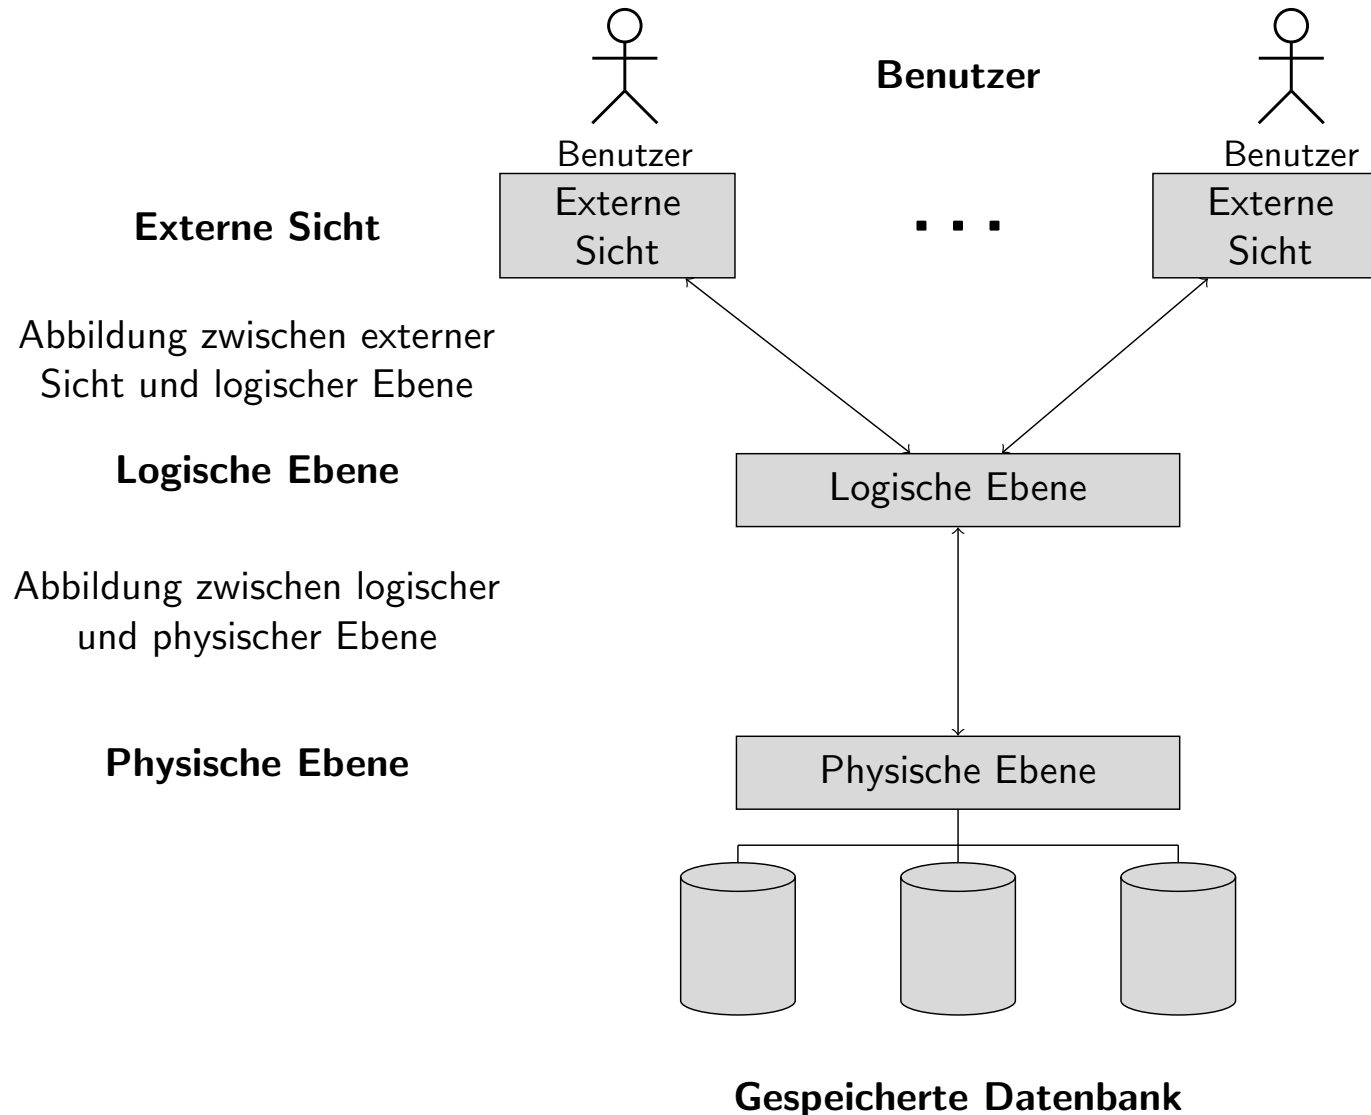 Benutzer
Benutzer
Benutzer
Externe Sicht
Externe
Sicht
. . .
Externe
Sicht
Abbildung zwischen externer
Sicht und logischer Ebene
Logische Ebene
Logische Ebene
Abbildung zwischen logischer
und physischer Ebene
Physische Ebene
Physische Ebene
Gespeicherte Datenbank